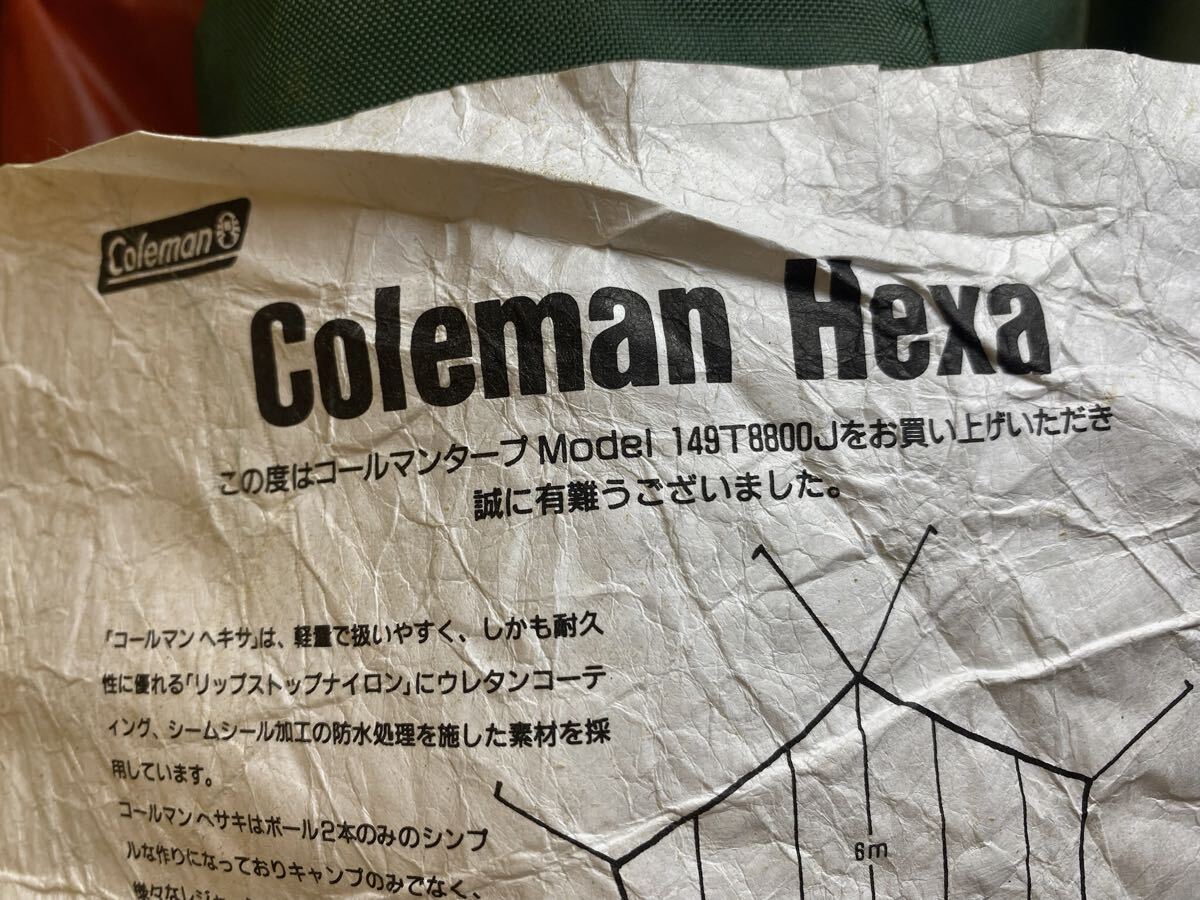 Coleman
Coleman Hexa
この度はコールマンタープModel 149T8800Jをお買い上げいただき
誠に有難うございました。
「コールマン ヘキサ」は、軽量で扱いやすく、しかも耐久
性に優れる「リップストップナイロン」にウレタンコーテ
ィング、シームシール加工の防水処理を施した素材を採
用しています。
コールマン ヘサキはポール2本のみのシンプ
ルな作りになっておりキャンプのみでなく、
6m